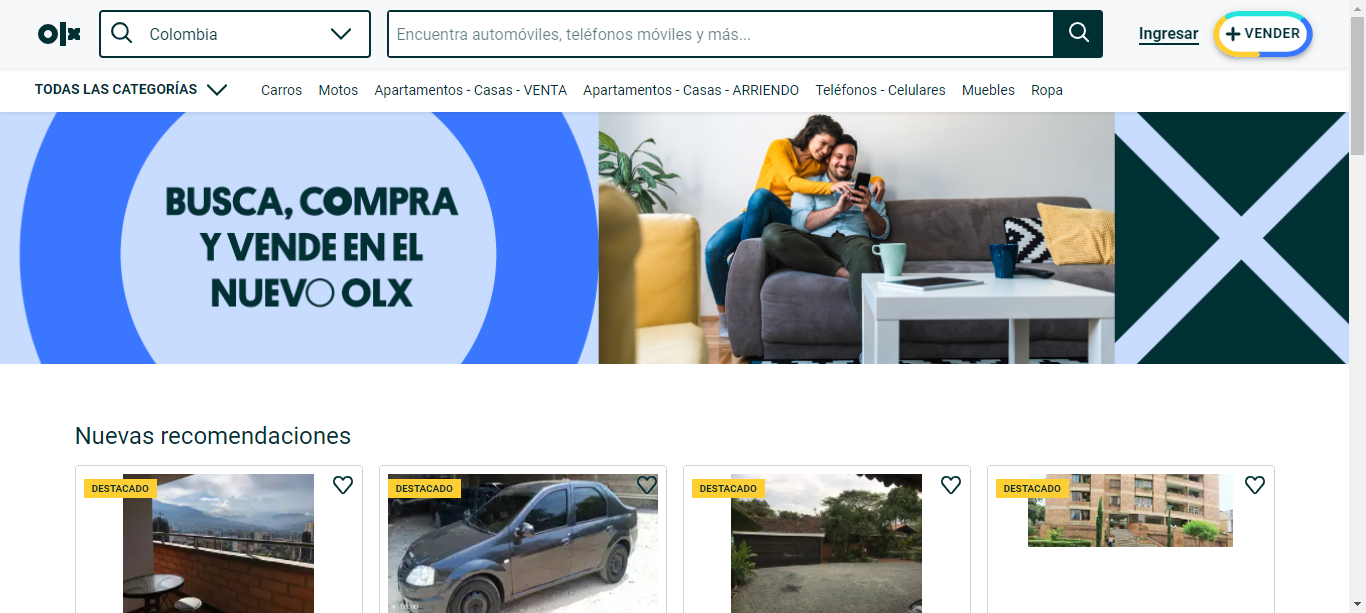 olx
Colombia
Encuentra automóviles, teléfonos móviles y más...
Ingresar
VENDER
TODAS LAS CATEGORÍAS
Carros
Motos
Apartamentos - Casas - VENTA
Apartamentos - Casas - ARRIENDO
Teléfonos - Celulares
Muebles
Ropa
BUSCA, COMPRA
Y VENDE EN EL
NUEVO OLX
Nuevas recomendaciones
DESTACADO
DESTACADO
DESTACADO
DESTACADO